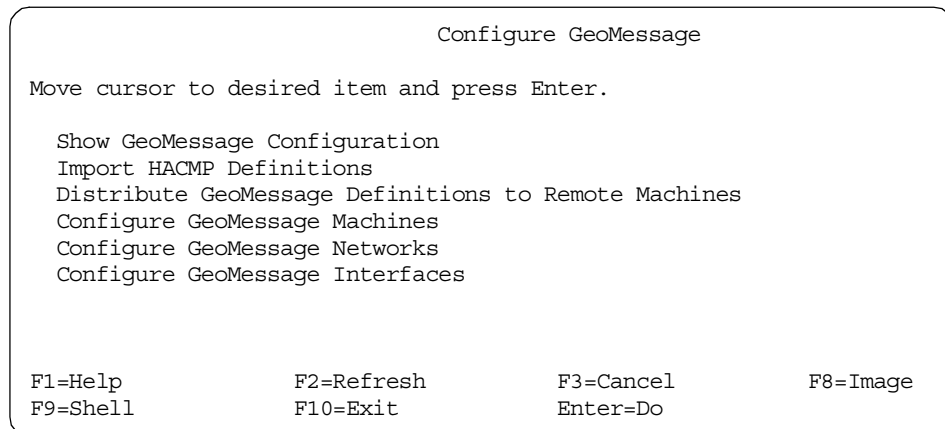 Configure GeoMessage
Move cursor to desired item and press Enter.
Show GeoMessage Configuration
Import HACMP Definitions
Distribute GeoMessage Definitions to Remote Machines
Configure GeoMessage Machines
Configure GeoMessage Networks
Configure GeoMessage Interfaces
F1=Help F2=Refresh F3=Cancel F8=Image
F9=Shell F10=Exit Enter=Do